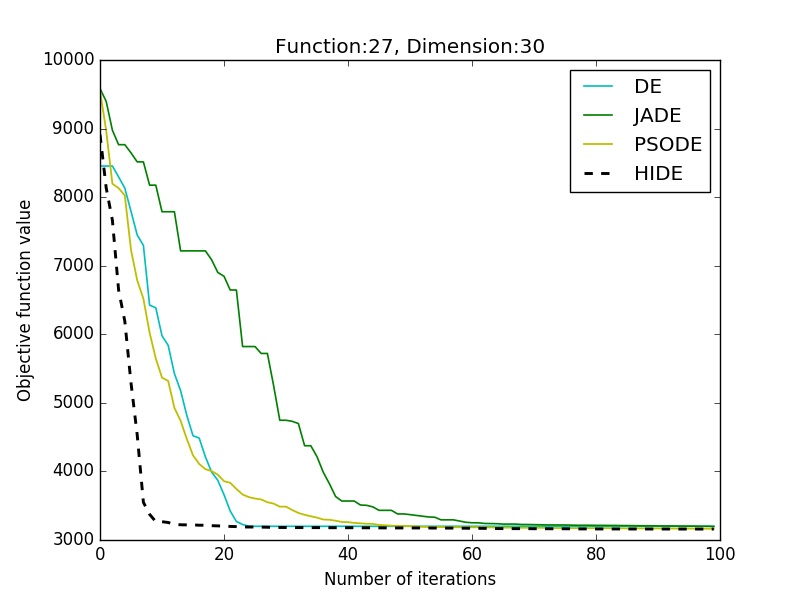 Function:27, Dimension:30
10000
9000
8000
7000
6000
5000
4000
3000
Objective function value
0
20
40
60
80
100
Number of iterations
DE
JADE
PSODE
HIDE